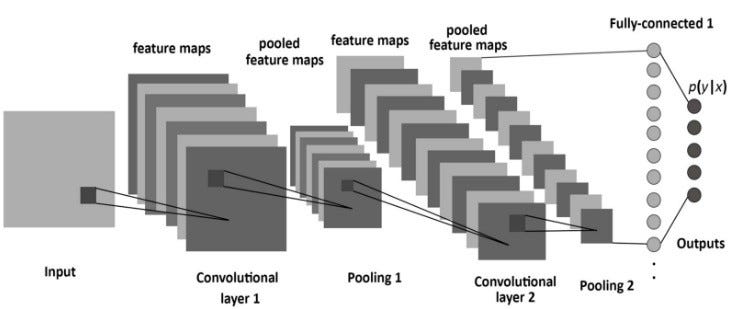 Fully-connected 1
feature maps
pooled
feature maps
feature maps
pooled
feature maps
p(y|x)
Input
Convolutional
layer 1
Pooling 1
Convolutional
layer 2
Pooling 2
Outputs